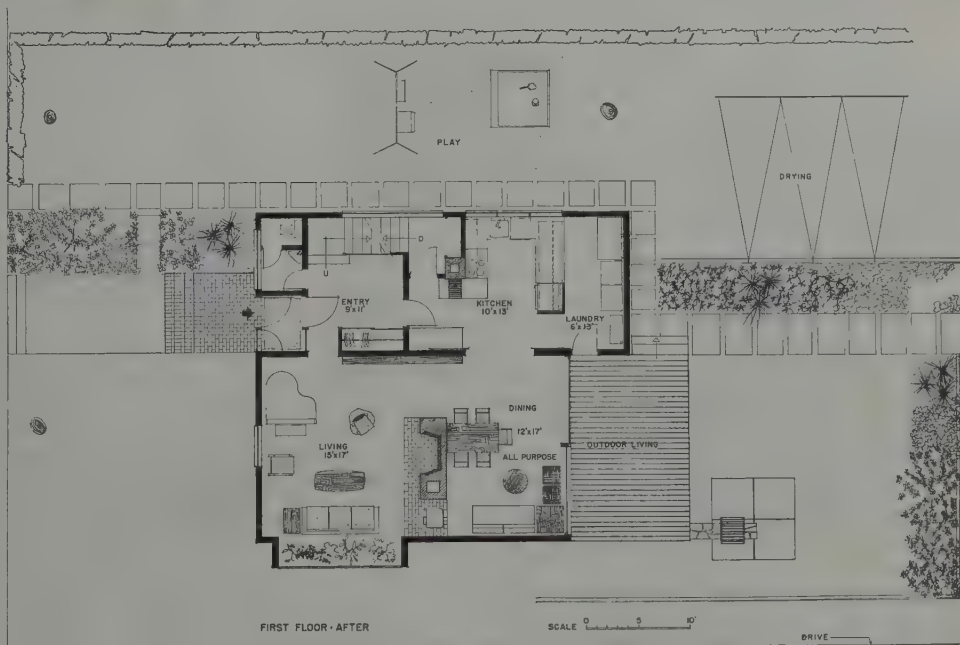 PLAY
DRYING
U
D
ENTRY
9'x11'
KITCHEN
10'x13'
LAUNDRY
6'x13'
DINING
12'x17'
LIVING
15'x17'
ALL PURPOSE
OUTDOOR LIVING
FIRST FLOOR • AFTER
SCALE 0 5 10'
DRIVE